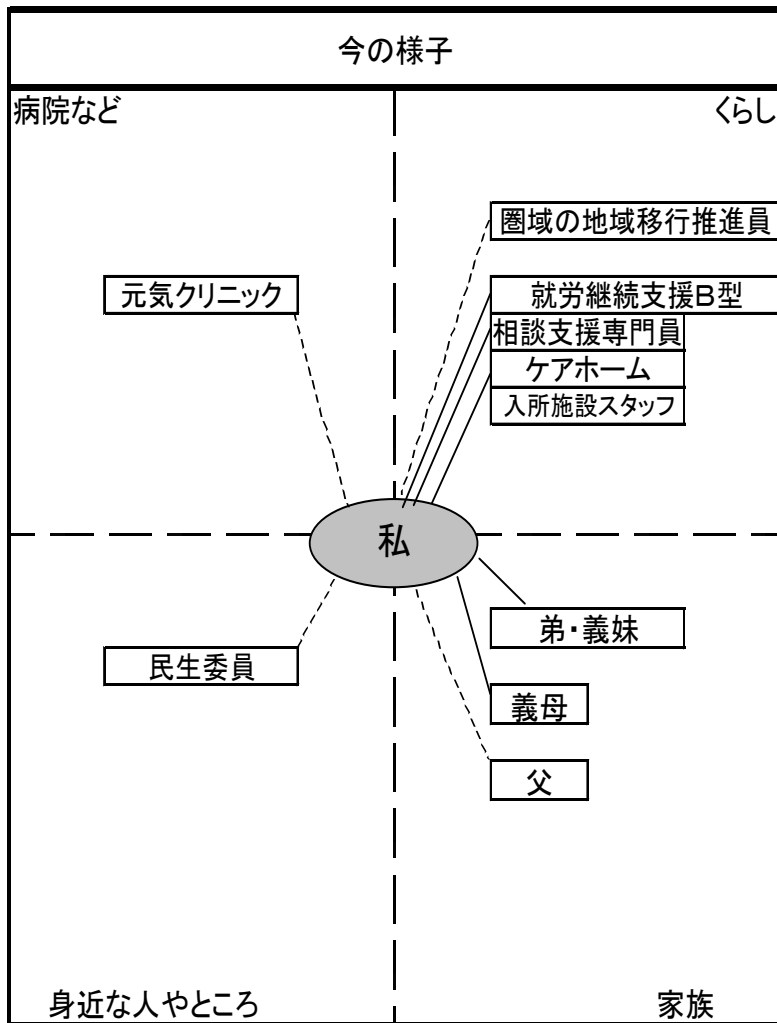 今の様子
病院など
くらし
圏域の地域移行推進員
元気クリニック
就労継続支援B型
相談支援専門員
ケアホーム
入所施設スタッフ
私
弟・義妹
民生委員
義母
父
身近な人やところ
家族